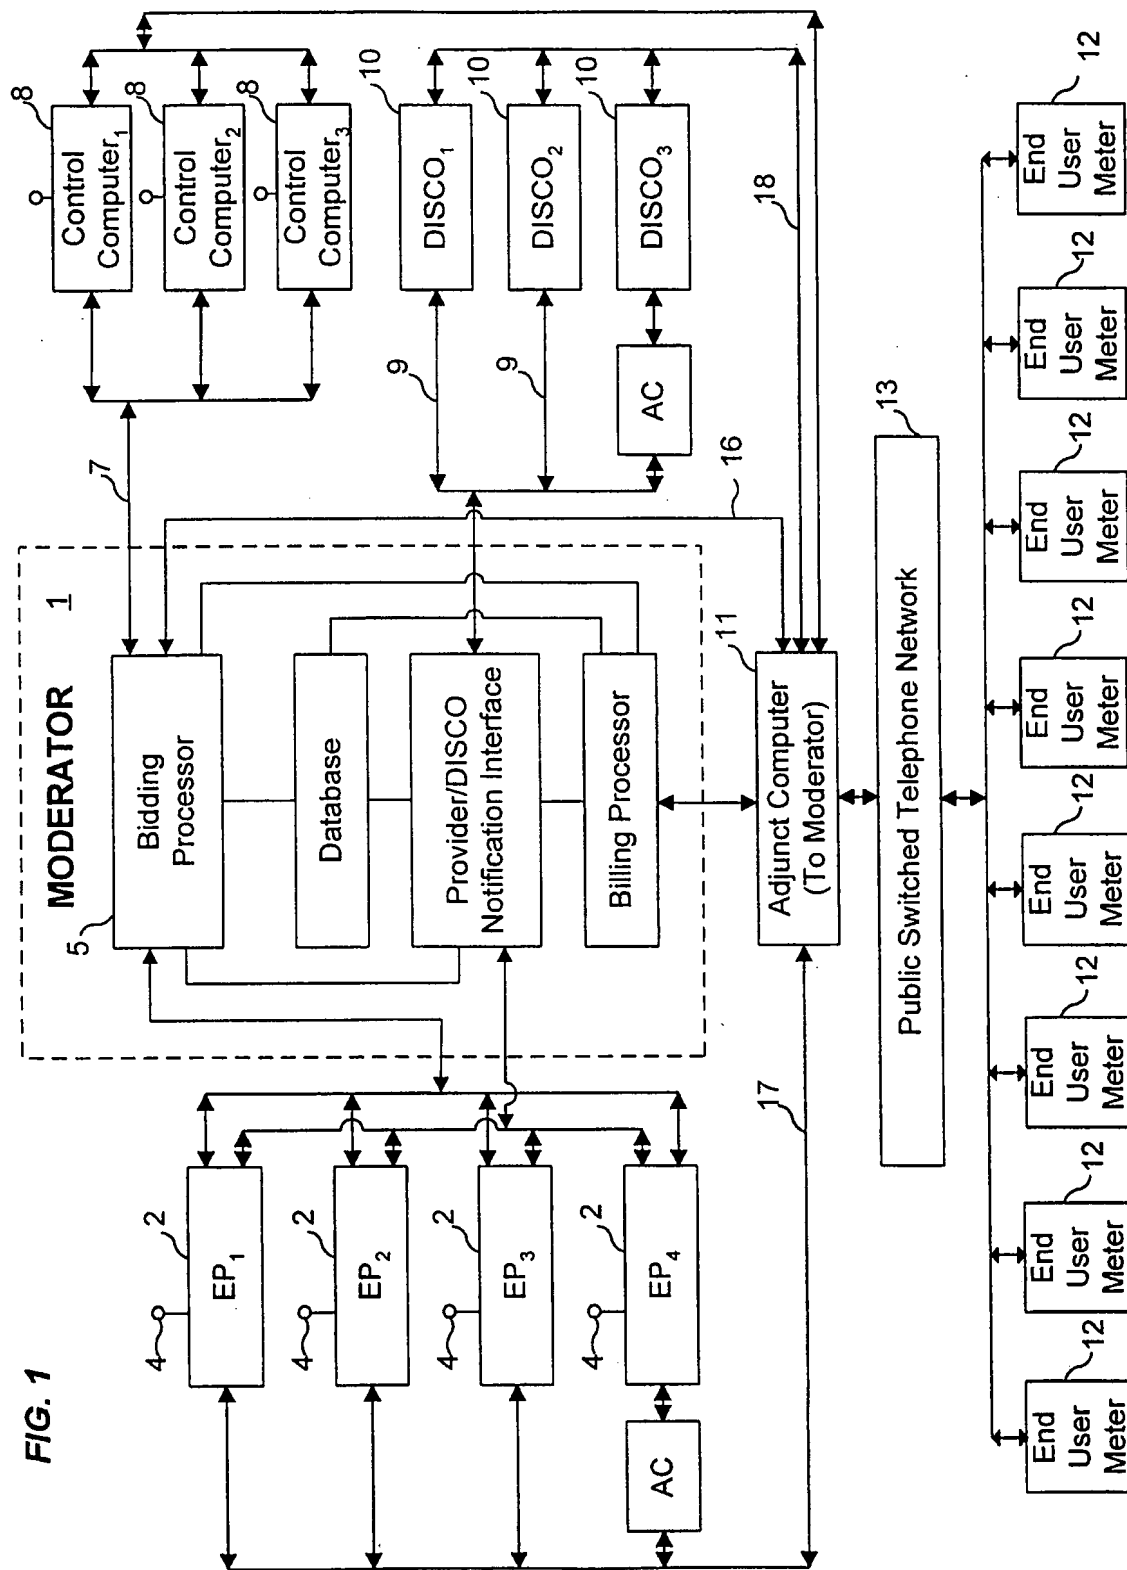 FIG. 1
MODERATOR
1
5
Bidding
Processor
Database
Provider/DISCO
Notification Interface
Billing Processor
4
2
EP1
4
2
EP2
4
2
EP3
4
2
EP4
AC
7
8
Control
Computer1
8
Control
Computer2
8
Control
Computer3
9
10
DISCO1
9
10
DISCO2
10
DISCO3
AC
16
18
17
11
Adjunct Computer
(To Moderator)
13
Public Switched Telephone Network
12
End
User
Meter
12
End
User
Meter
12
End
User
Meter
12
End
User
Meter
12
End
User
Meter
12
End
User
Meter
12
End
User
Meter
12
End
User
Meter